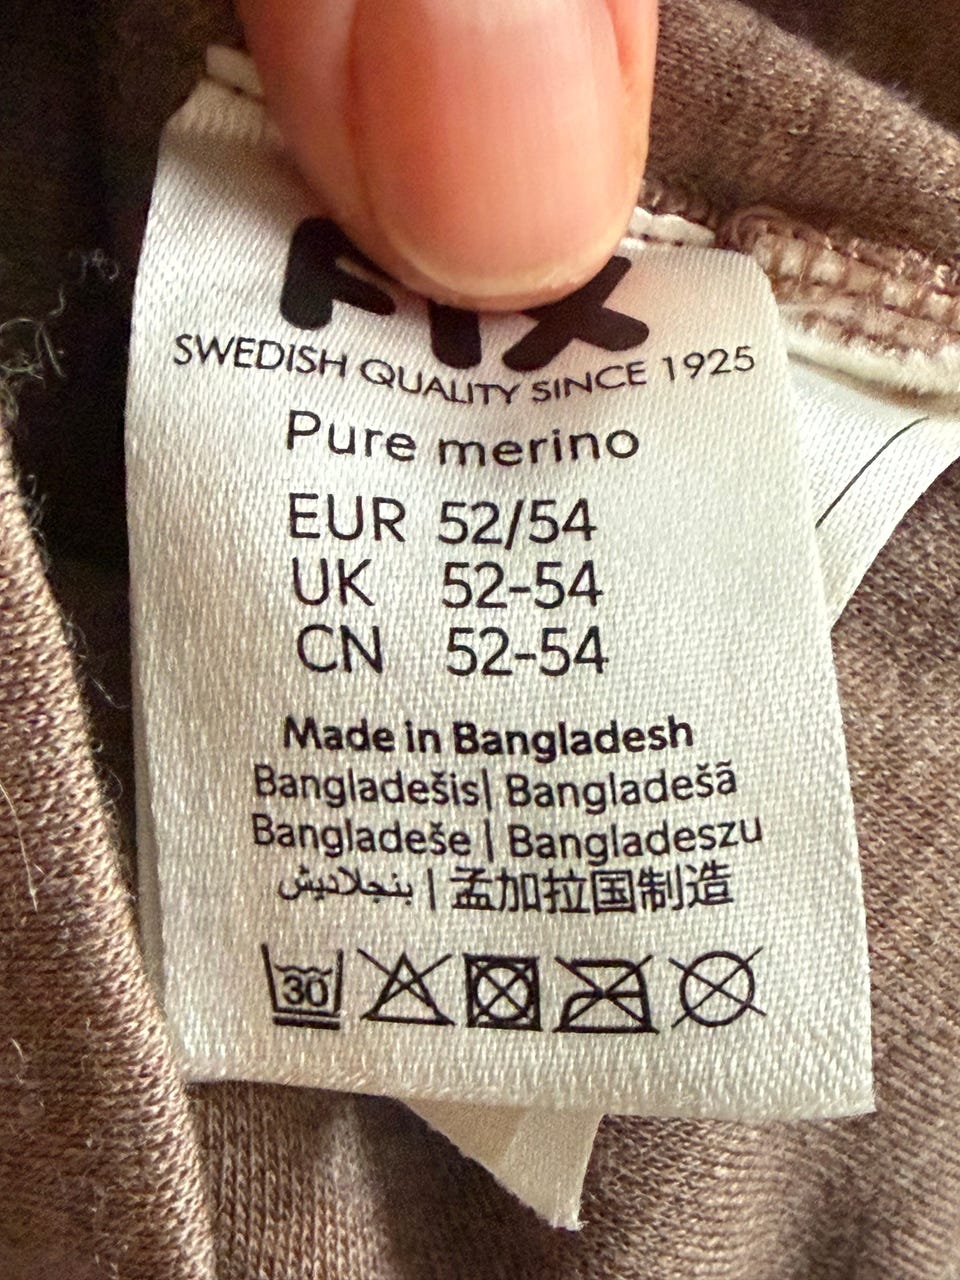 SWEDISH QUALITY SINCE 1925
Pure merino
EUR 52/54
UK 52-54
CN 52-54
Made in Bangladesh
Bangladešis| Bangladešā
Bangladeše | Bangladeszu
بنجلاديش | 孟加拉国制造
30